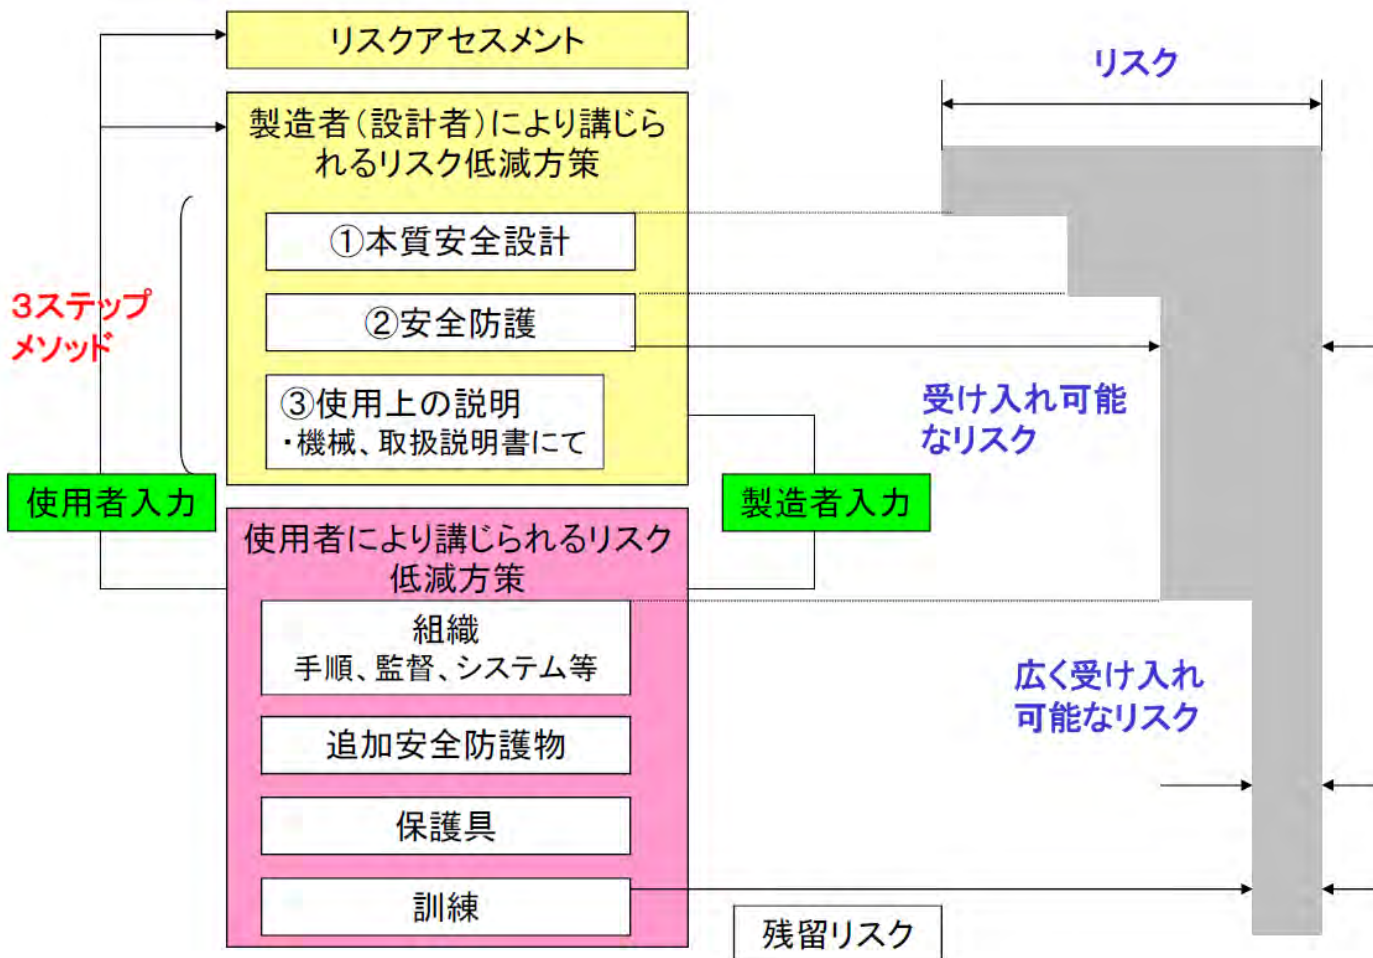 リスクアセスメント
リスク
製造者(設計者)により講じら
れるリスク低減方策
①本質安全設計
3ステップ
メソッド
②安全防護
受け入れ可能
なリスク
③使用上の説明
・機械、取扱説明書にて
使用者入力
製造者入力
使用者により講じられるリスク
低減方策
組織
手順、監督、システム等
広く受け入れ
可能なリスク
追加安全防護物
保護具
訓練
残留リスク